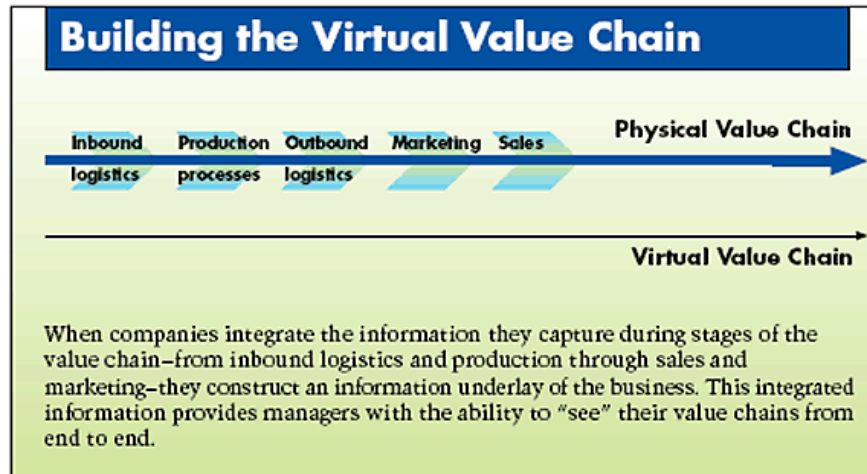 Building the Virtual Value Chain
Inbound logistics
Production processes
Outbound logistics
Marketing
Sales
Physical Value Chain
Virtual Value Chain
When companies integrate the information they capture during stages of the
value chain–from inbound logistics and production through sales and
marketing–they construct an information underlay of the business. This integrated
information provides managers with the ability to “see” their value chains from
end to end.